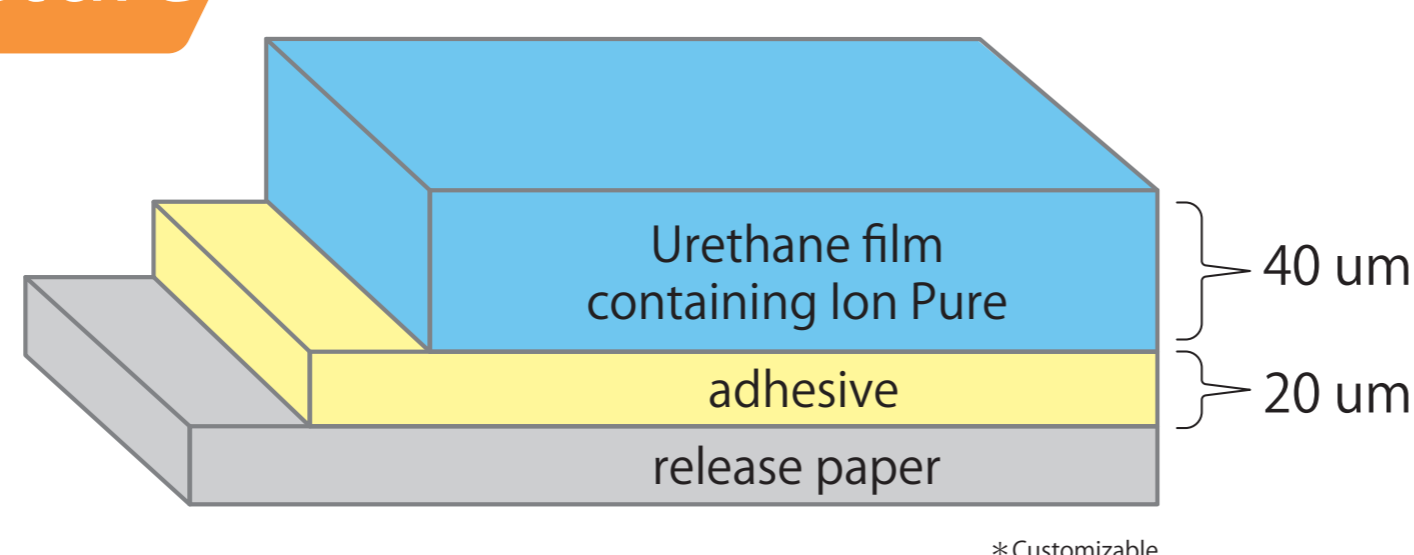 Urethane film
containing Ion Pure
40 um
adhesive
20 um
release paper
*Customizable